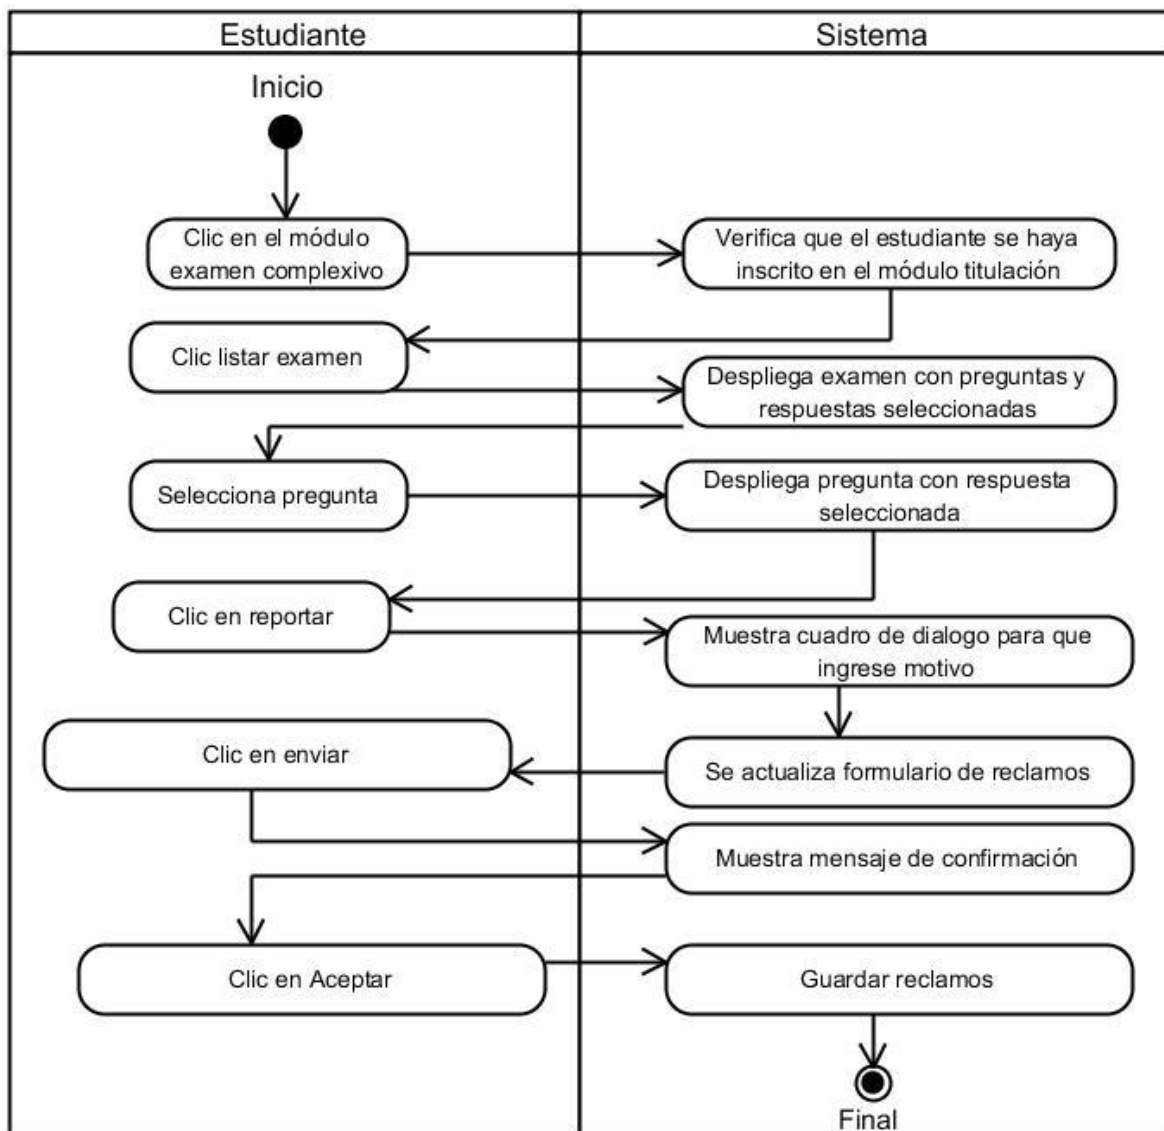 Estudiante
Sistema
Inicio
Clic en el módulo
examen complexivo
Verifica que el estudiante se haya
inscrito en el módulo titulación
Clic listar examen
Despliega examen con preguntas y
respuestas seleccionadas
Selecciona pregunta
Despliega pregunta con respuesta
seleccionada
Clic en reportar
Muestra cuadro de dialogo para que
ingrese motivo
Clic en enviar
Se actualiza formulario de reclamos
Muestra mensaje de confirmación
Clic en Aceptar
Guardar reclamos
Final